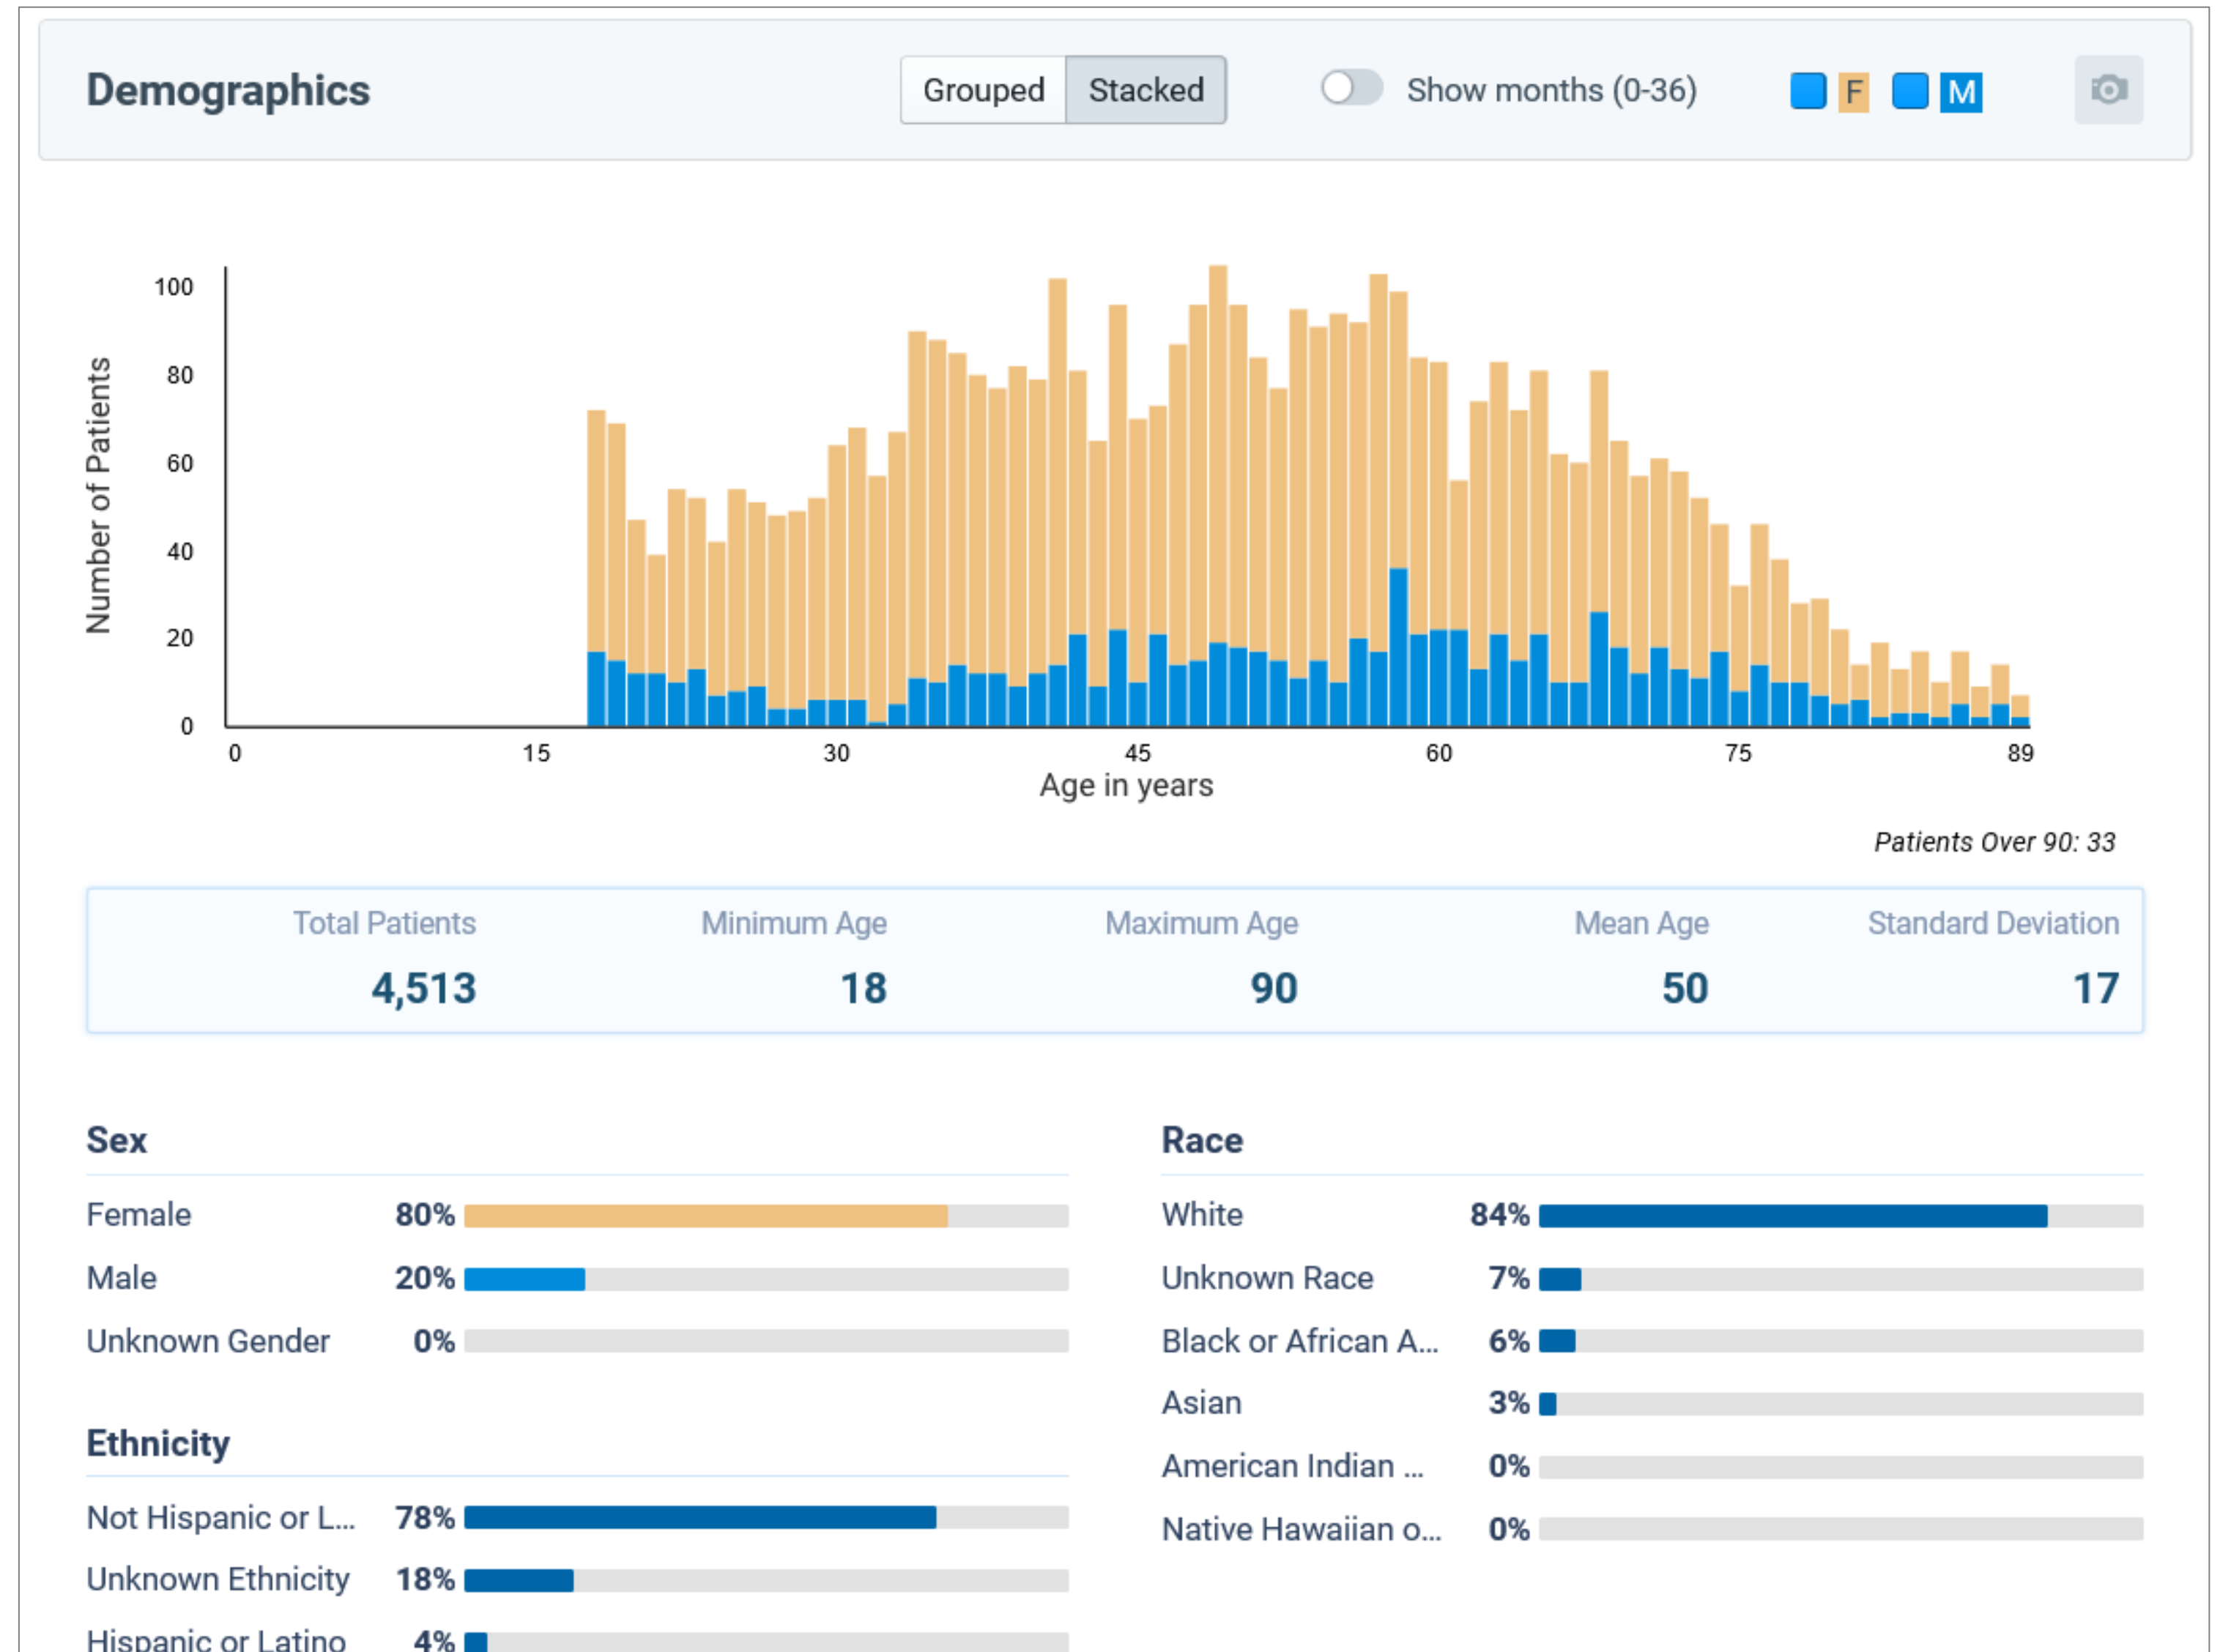 Demographics Grouped Stacked Show months (0-36) F M
100
80
60
40
20
0
Number of Patients
0 15 30 45 60 75 89
Age in years
Patients Over 90: 33
Total Patients Minimum Age Maximum Age Mean Age Standard Deviation
4,513 18 90 50 17
Sex
Female 80%
Male 20%
Unknown Gender 0%
Ethnicity
Not Hispanic or L... 78%
Unknown Ethnicity 18%
Hispanic or Latino 4%
Race
White 84%
Unknown Race 7%
Black or African A... 6%
Asian 3%
American Indian ... 0%
Native Hawaiian o... 0%